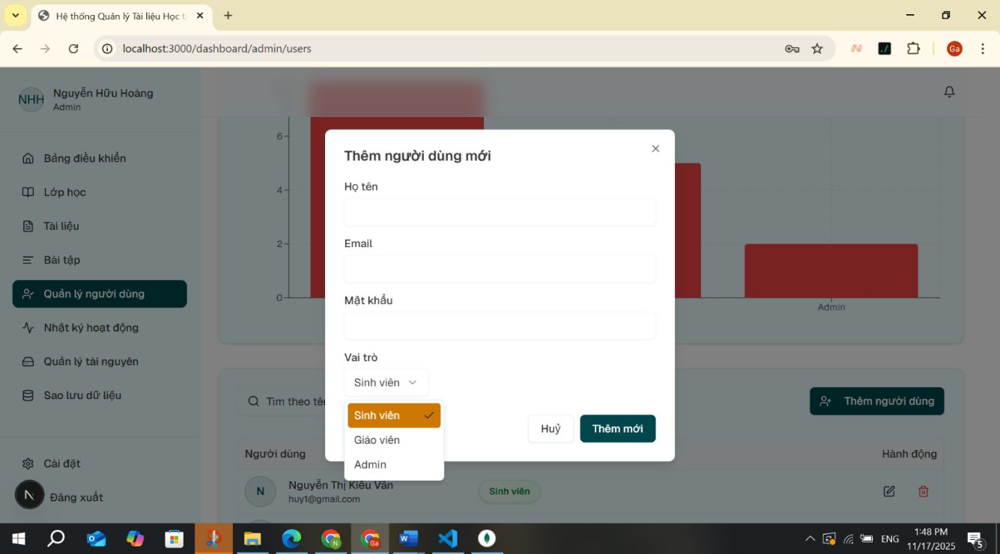 Hệ thống Quản lý Tài liệu Học t
localhost:3000/dashboard/admin/users
Ga
NHH
Nguyễn Hữu Hoàng
Admin
Bảng điều khiển
Lớp học
Tài liệu
Bài tập
Quản lý người dùng
Nhật ký hoạt động
Quản lý tài nguyên
Sao lưu dữ liệu
Cài đặt
N
Đăng xuất
6
4
2
0
Admin
Thêm người dùng mới
Họ tên
Email
Mật khẩu
Vai trò
Sinh viên
Sinh viên
Giáo viên
Admin
Huỷ
Thêm mới
Tìm theo tên
Thêm người dùng
Người dùng
Hành động
N
Nguyễn Thị Kiều Vân
huy1@gmail.com
Sinh viên
ENG
1:48 PM
11/17/2025
5